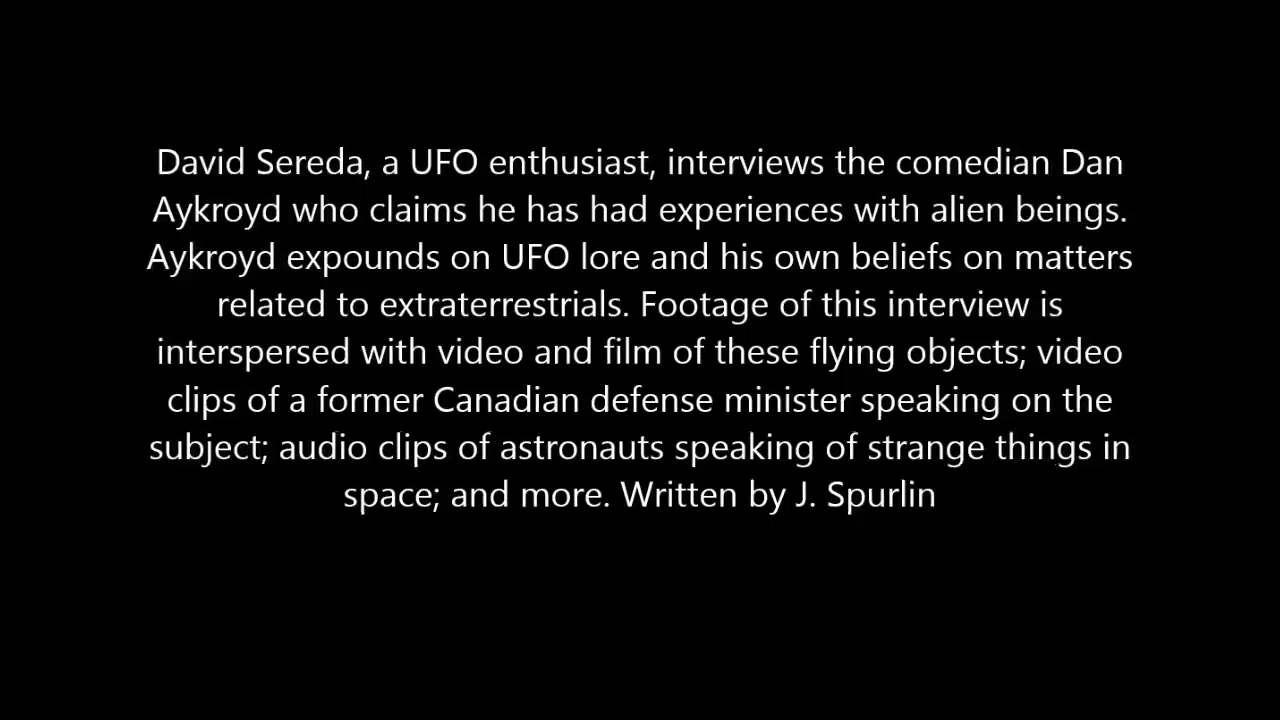 David Sereda, a UFO enthusiast, interviews the comedian Dan
Aykroyd who claims he has had experiences with alien beings.
Aykroyd expounds on UFO lore and his own beliefs on matters
related to extraterrestrials. Footage of this interview is
interspersed with video and film of these flying objects; video
clips of a former Canadian defense minister speaking on the
subject; audio clips of astronauts speaking of strange things in
space; and more. Written by J. Spurlin